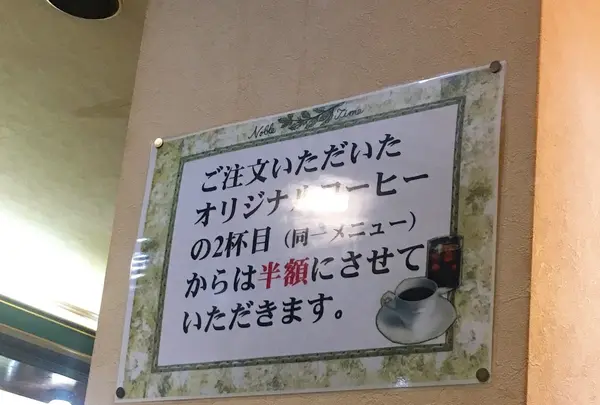 Noble Time
ご注文いただいた
オリジナルコーヒー
の2杯目（同一メニュー）
からは半額にさせて
いただきます。